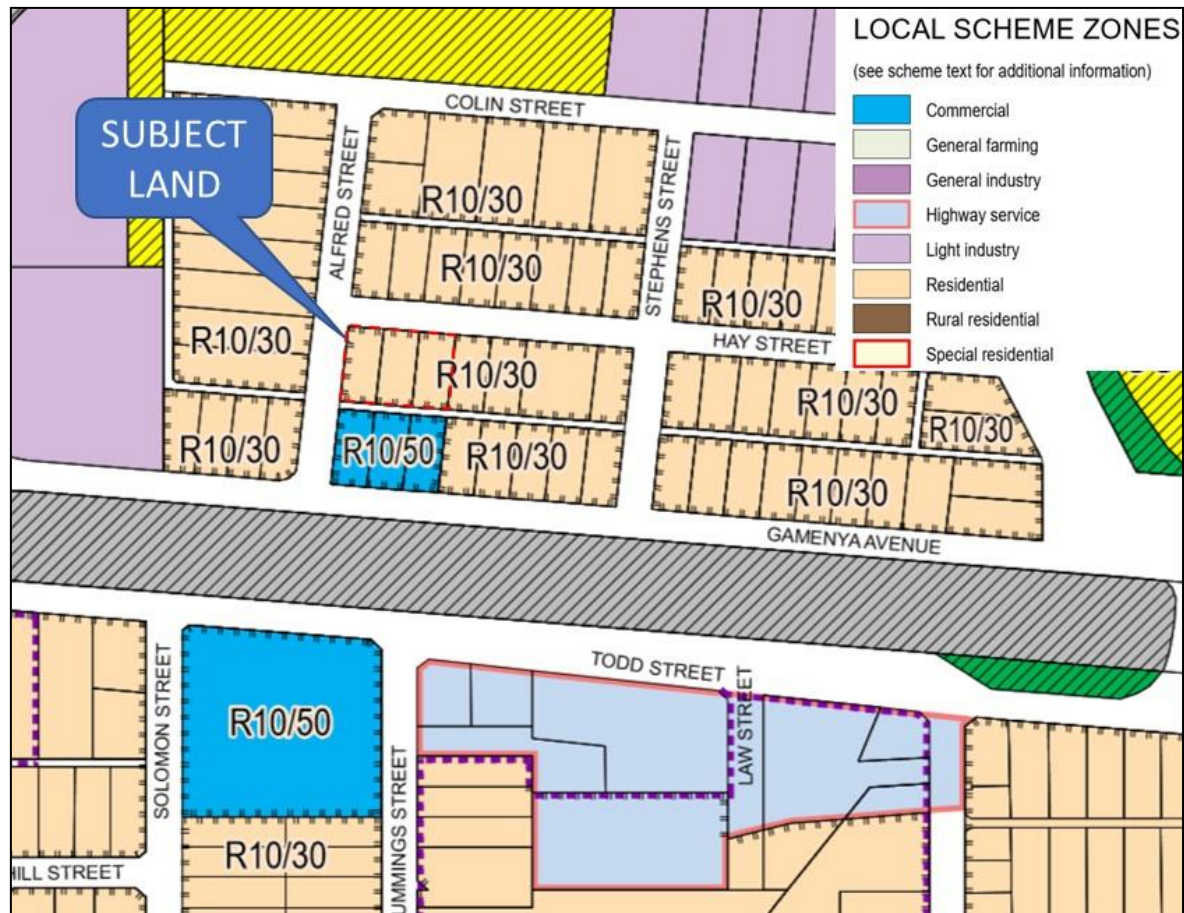 LOCAL SCHEME ZONES
(see scheme text for additional information)
Commercial
General farming
General industry
Highway service
Light industry
Residential
Rural residential
Special residential
SUBJECT
LAND
COLIN STREET
ALFRED STREET
STEPHENS STREET
R10/30
R10/30
R10/30
HAY STREET
R10/30
R10/30
R10/30
R10/30
R10/30
R10/50
R10/30
R10/30
R10/30
GAMENYA AVENUE
TODD STREET
LAW STREET
SOLOMON STREET
R10/50
UMMINGS STREET
R10/30
HILL STREET